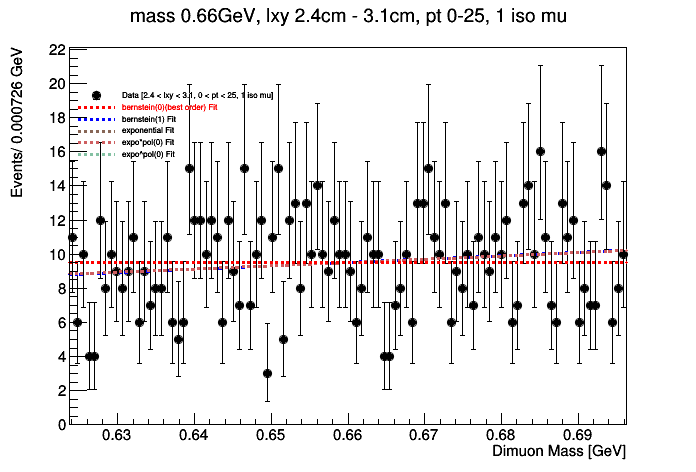 mass 0.66GeV, lxy 2.4cm - 3.1cm, pt 0-25, 1 iso mu
Events/ 0.000726 GeV
22
20
18
16
14
12
10
8
6
4
2
0
Data [2.4 < lxy < 3.1, 0 < pt < 25, 1 iso mu]
bernstein(0)(best order) Fit
bernstein(1) Fit
exponential Fit
expo*pol(0) Fit
expo^pol(0) Fit
0.63 0.64 0.65 0.66 0.67 0.68 0.69
Dimuon Mass [GeV]